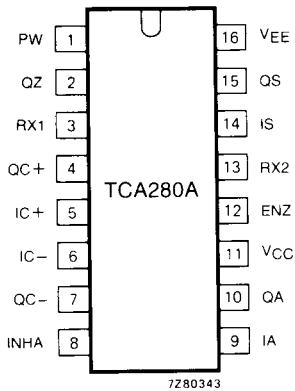 PW 1 16 VEE
QZ 2 15 QS
RX1 3 14 IS
QC+ 4 13 RX2
TCA280A
IC+ 5 12 ENZ
IC- 6 11 VCC
QC- 7 10 QA
INHA 8 9 IA
7Z80343